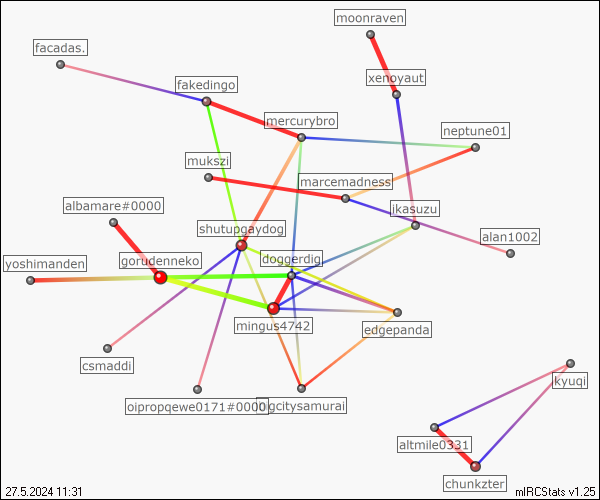 moonraven
facadas.
xenoyaut
fakedingo
mercurybro
neptune01
mukszi
marcemadness
albamare#0000
ikasuzu
shutupgaydog
alan1002
yoshimanden
gorudenneko
doggerdig
mingus4742
edgepanda
csmaddi
kyuqi
oipropqewe0171#0000
gcitysamurai
altmile0331
chunkzter
27.5.2024 11:31
mIRCStats v1.25